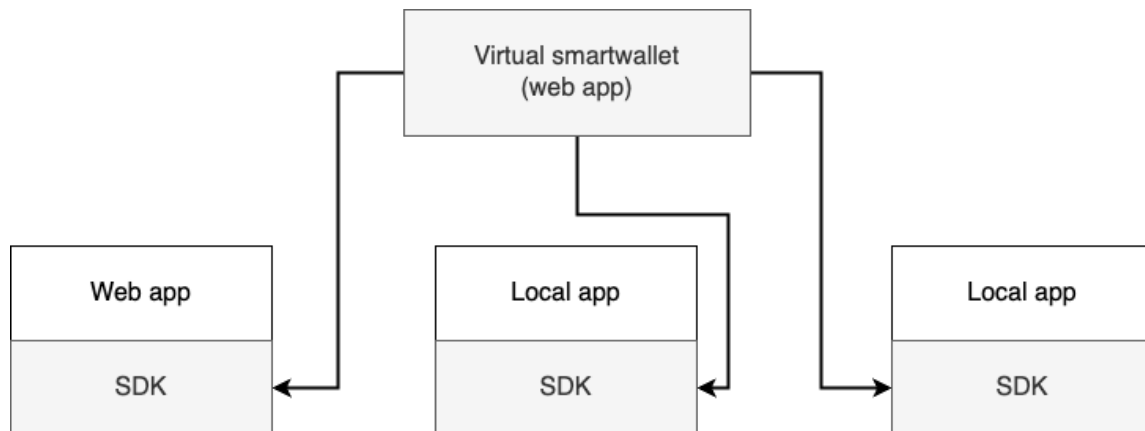 Virtual smartwallet
(web app)
Web app
Local app
Local app
SDK
SDK
SDK